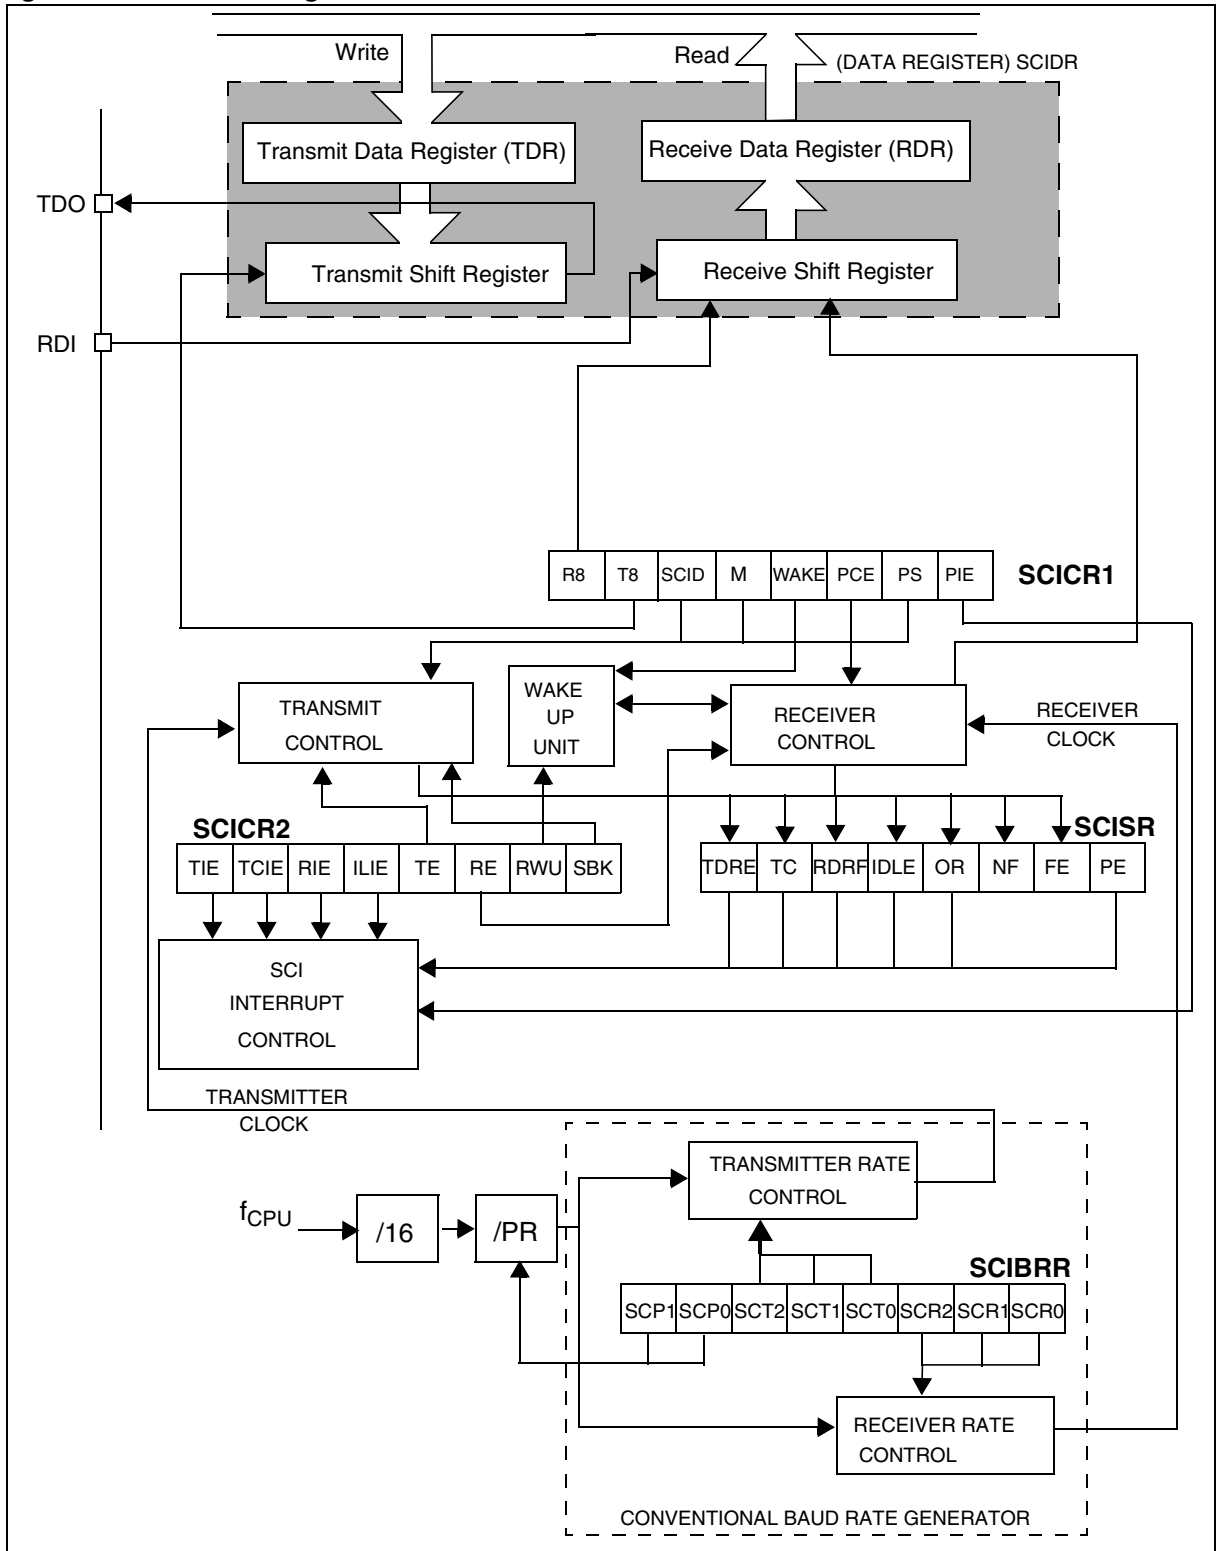 Write
Read
(DATA REGISTER) SCIDR
Transmit Data Register (TDR)
Receive Data Register (RDR)
TDO
Transmit Shift Register
Receive Shift Register
RDI
R8 T8 SCID M WAKE PCE PS PIE
SCICR1
TRANSMIT
CONTROL
WAKE
UP
UNIT
RECEIVER
CONTROL
RECEIVER
CLOCK
SCICR2
SCISR
TIE TCIE RIE ILIE TE RE RWU SBK
TDRE TC RDRF IDLE OR NF FE PE
SCI
INTERRUPT
CONTROL
TRANSMITTER
CLOCK
TRANSMITTER RATE
CONTROL
fCPU
/16
/PR
SCIBRR
SCP1 SCP0 SCT2 SCT1 SCT0 SCR2 SCR1 SCR0
RECEIVER RATE
CONTROL
CONVENTIONAL BAUD RATE GENERATOR